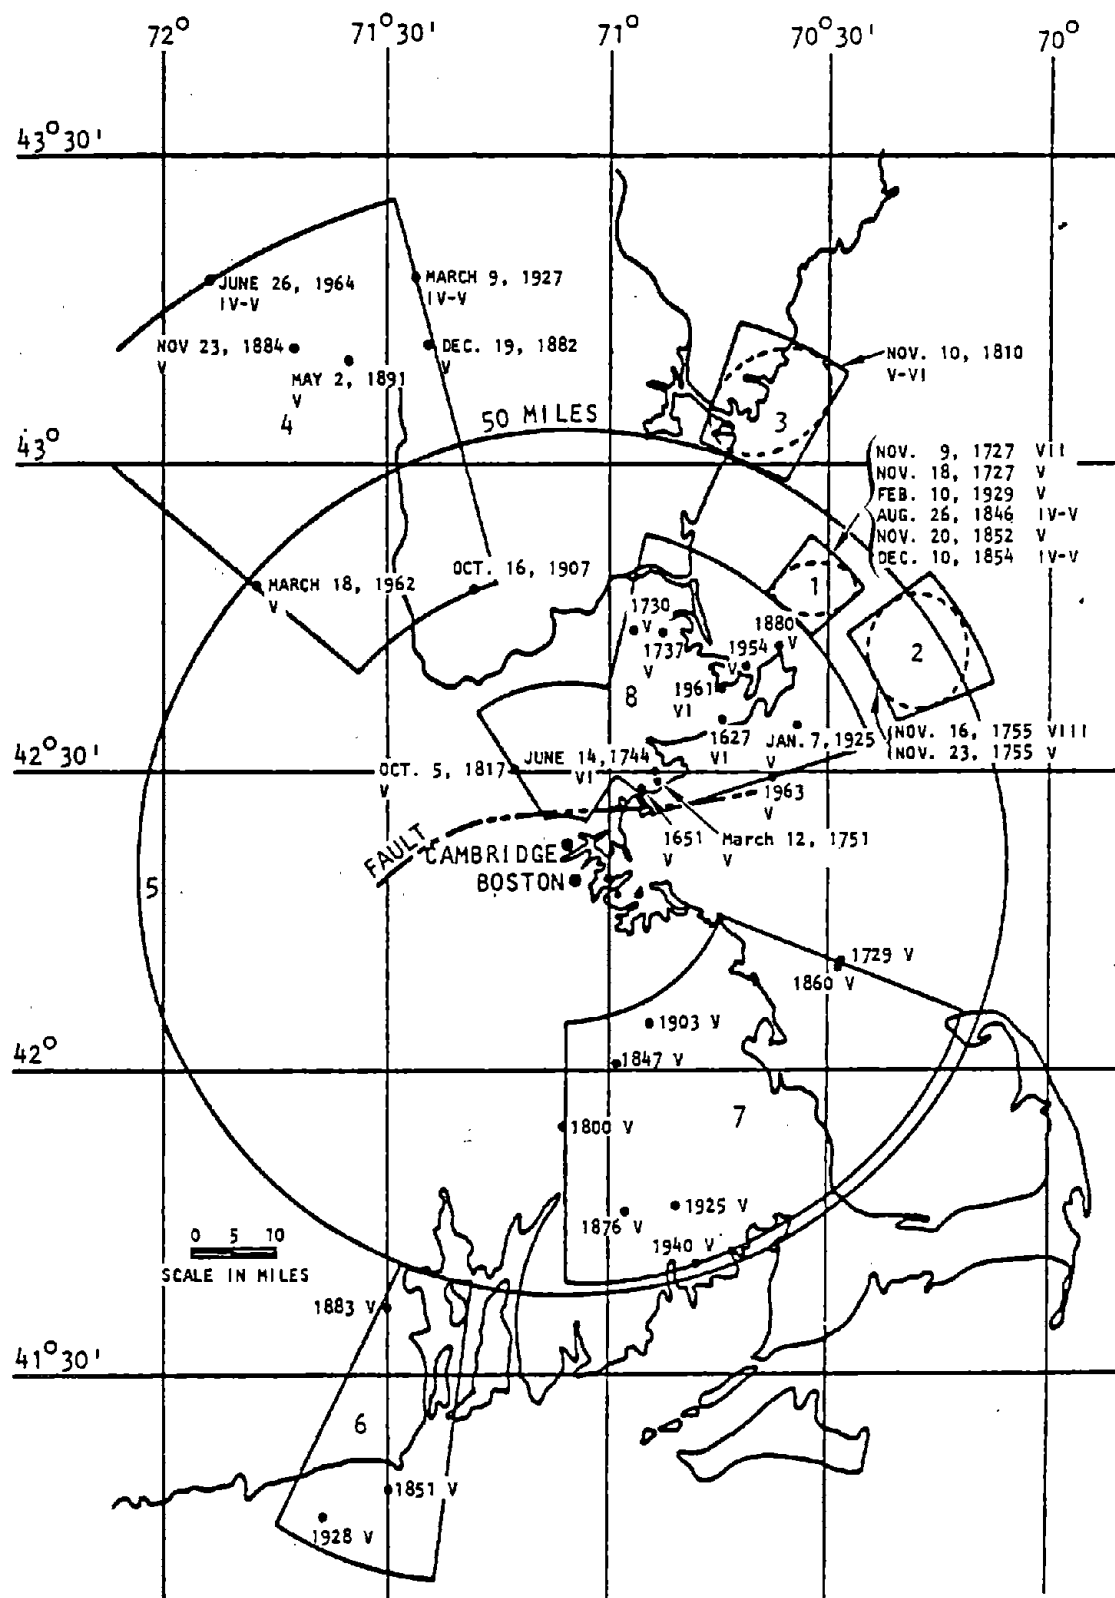 72° 71°30' 71° 70°30' 70°
43°30'
JUNE 26, 1964
IV-V
MARCH 9, 1927
IV-V
NOV 23, 1884
V
DEC. 19, 1882
V
MAY 2, 1891
V
4
NOV. 10, 1810
V-VI
3
50 MILES
43°
NOV. 9, 1727 VII
NOV. 18, 1727 V
FEB. 10, 1929 V
AUG. 26, 1846 IV-V
NOV. 20, 1852 V
DEC. 10, 1854 IV-V
MARCH 18, 1962
V
OCT. 16, 1907
1
2
1730
V
1737
V
1880
V
1954
V
1961
VI
8
1627
VI
JAN. 7, 1925
NOV. 16, 1755 VIII
NOV. 23, 1755 V
42°30'
OCT. 5, 1817
V
JUNE 14, 1744
VI
1963
V
1651
V
March 12, 1751
V
FAULT
CAMBRIDGE
BOSTON
5
1729 V
1860 V
1903 V
1847 V
42°
7
1800 V
1876 V
1925 V
1940 V
0 5 10
SCALE IN MILES
1883 V
41°30'
6
1851 V
1928 V